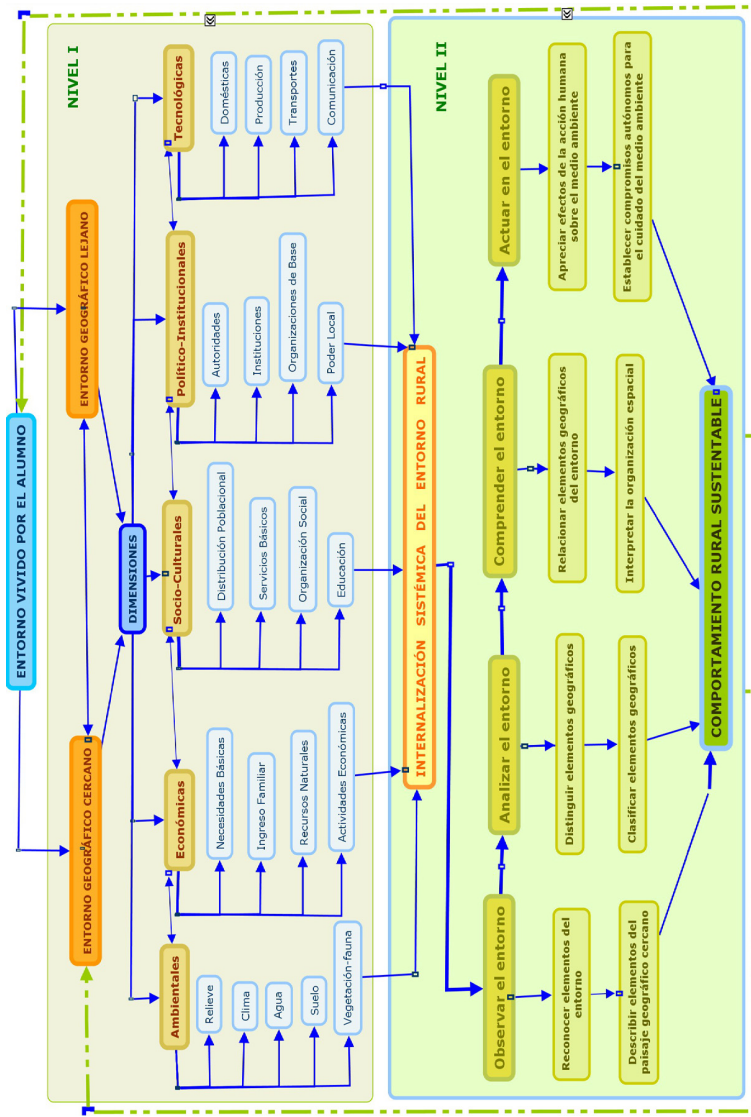 ENTORNO VIVIDO POR EL ALUMNO
NIVEL I
ENTORNO GEOGRÁFICO CERCANO
ENTORNO GEOGRÁFICO LEJANO
DIMENSIONES
Ambientales
Económicas
Socio-Culturales
Político-Institucionales
Tecnológicas
Relieve
Clima
Agua
Suelo
Vegetación-fauna
Necesidades Básicas
Ingreso Familiar
Recursos Naturales
Actividades Económicas
Distribución Poblacional
Servicios Básicos
Organización Social
Educación
Autoridades
Instituciones
Organizaciones de Base
Poder Local
Domésticas
Producción
Transportes
Comunicación
INTERNALIZACIÓN SISTÉMICA DEL ENTORNO RURAL
NIVEL II
Observar el entorno
Analizar el entorno
Comprender el entorno
Actuar en el entorno
Reconocer elementos del
entorno
Describir elementos del
paisaje geográfico cercano
Distinguir elementos geográficos
Clasificar elementos geográficos
Relacionar elementos geográficos
del entorno
Interpretar la organización espacial
Apreciar efectos de la acción humana
sobre el medio ambiente
Establecer compromisos autónomos para
el cuidado del medio ambiente
COMPORTAMIENTO RURAL SUSTENTABLE